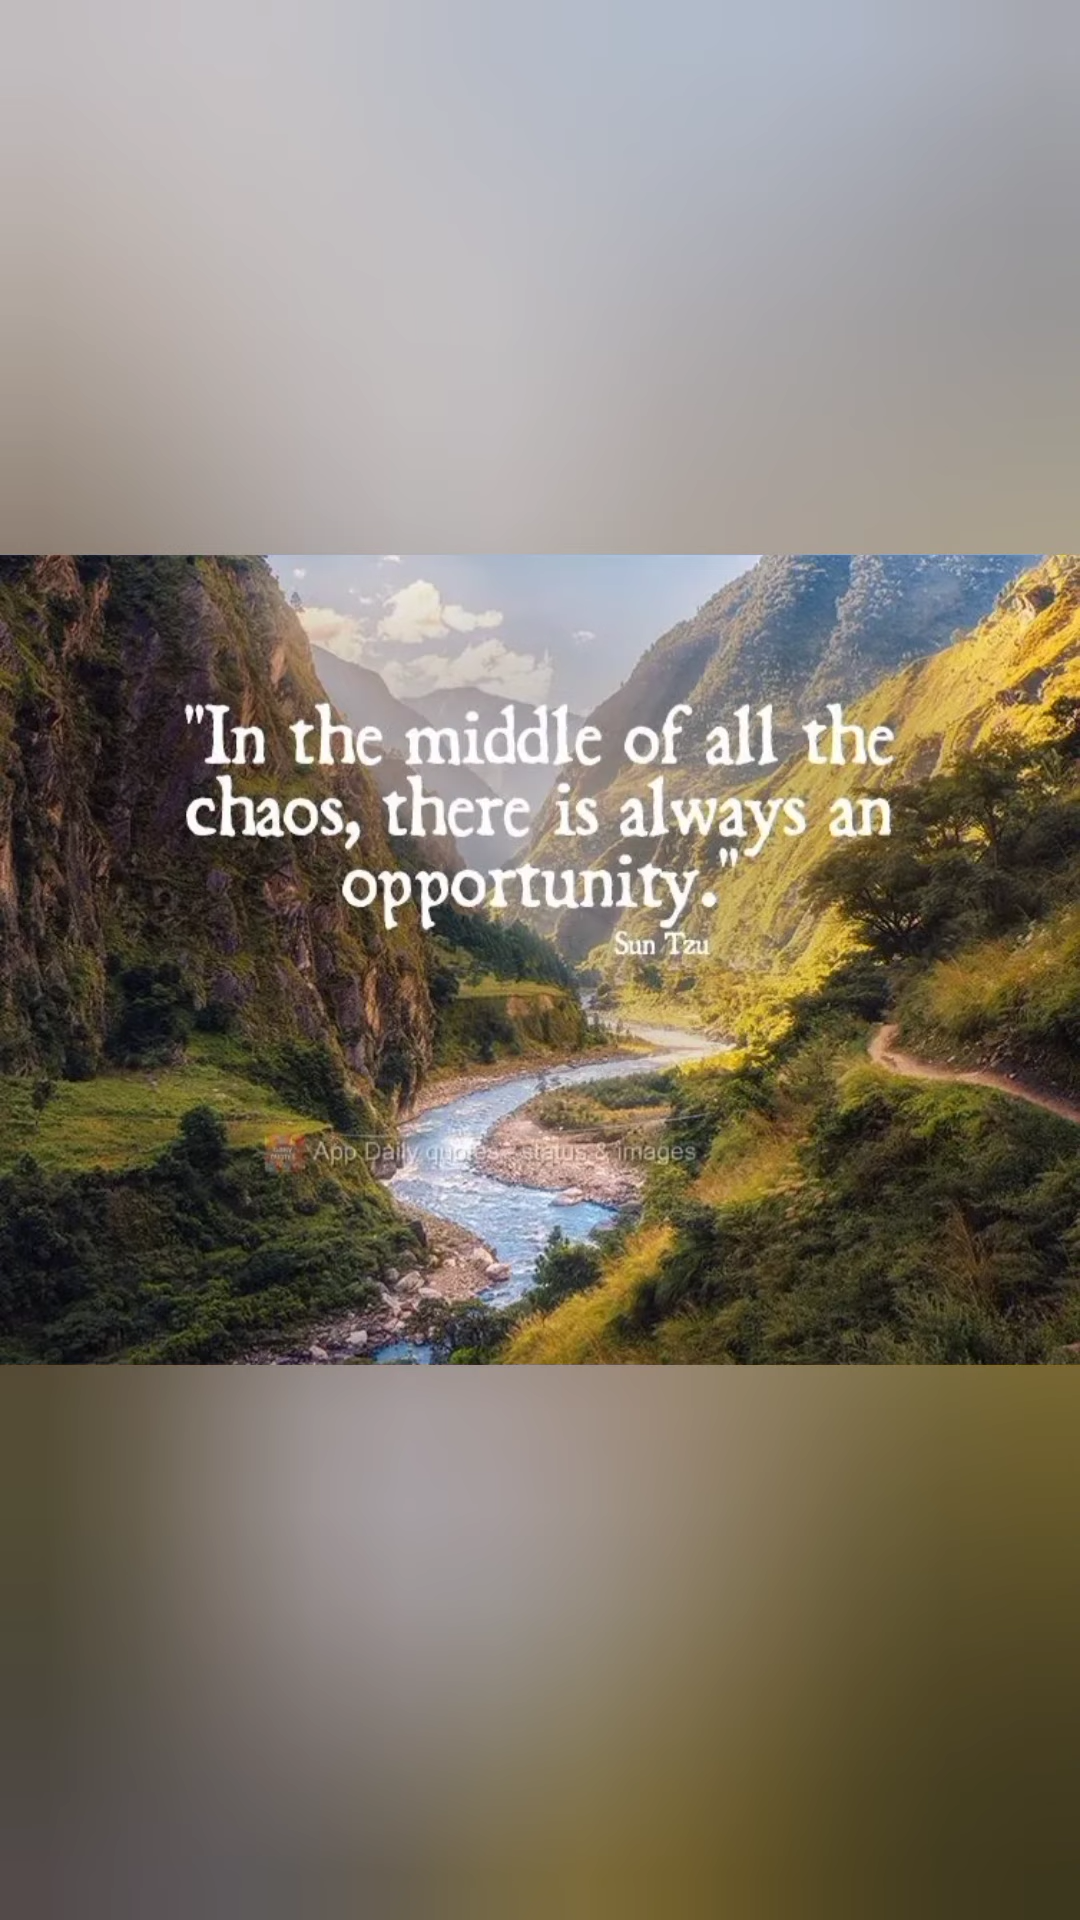 "In the middle of all the
chaos, there is always an
opportunity."
Sun Tzu
App Daily quotes - status & images